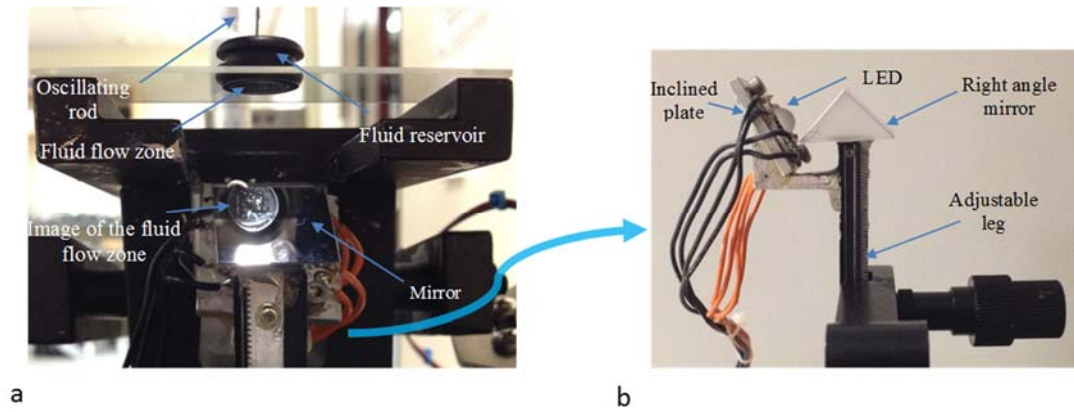 Oscillating
rod
Fluid flow zone
Fluid reservoir
Image of the fluid
flow zone
Mirror
a
Inclined
plate
LED
Right angle
mirror
Adjustable
leg
b